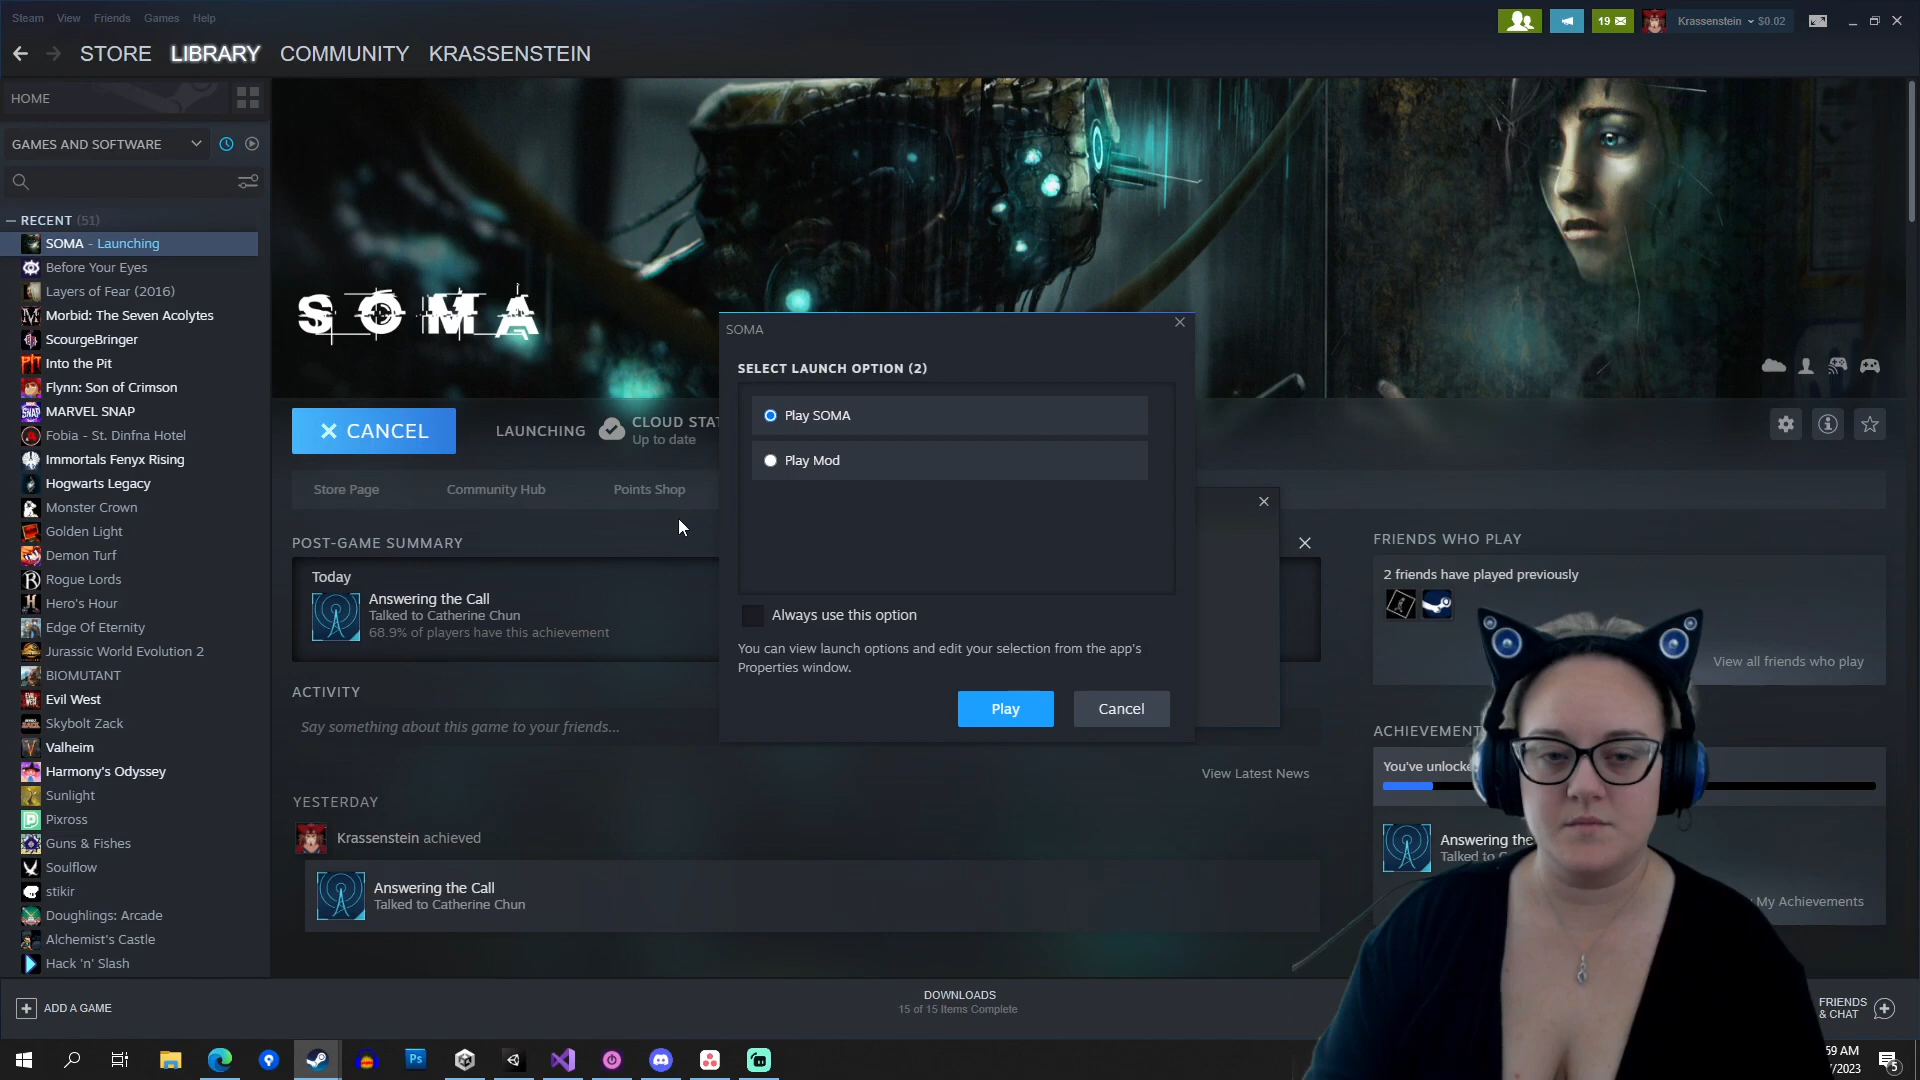 Steam View Friends Games Help
19
Krassenstein $0.02
STORE LIBRARY COMMUNITY KRASSENSTEIN
HOME
GAMES AND SOFTWARE
RECENT (51)
SOMA - Launching
Before Your Eyes
Layers of Fear (2016)
Morbid: The Seven Acolytes
ScourgeBringer
Into the Pit
Flynn: Son of Crimson
MARVEL SNAP
Fobia - St. Dinfna Hotel
Immortals Fenyx Rising
Hogwarts Legacy
Monster Crown
Golden Light
Demon Turf
Rogue Lords
Hero's Hour
Edge Of Eternity
Jurassic World Evolution 2
BIOMUTANT
Evil West
Skybolt Zack
Valheim
Harmony's Odyssey
Sunlight
Pixross
Guns & Fishes
Soulflow
stikir
Doughlings: Arcade
Alchemist's Castle
Hack 'n' Slash
ADD A GAME
SOMA
CANCEL
LAUNCHING
CLOUD STAT
Up to date
Store Page Community Hub Points Shop
POST-GAME SUMMARY
Today
Answering the Call
Talked to Catherine Chun
68.9% of players have this achievement
ACTIVITY
Say something about this game to your friends...
View Latest News
YESTERDAY
Krassenstein achieved
Answering the Call
Talked to Catherine Chun
SOMA
SELECT LAUNCH OPTION (2)
Play SOMA
Play Mod
Always use this option
You can view launch options and edit your selection from the app's
Properties window.
Play Cancel
FRIENDS WHO PLAY
2 friends have played previously
View all friends who play
ACHIEVEMENT
You've unlocke
Answering the
Talked to C
My Achievements
DOWNLOADS
15 of 15 Items Complete
FRIENDS
& CHAT
Ps
:59 AM
/2023
5